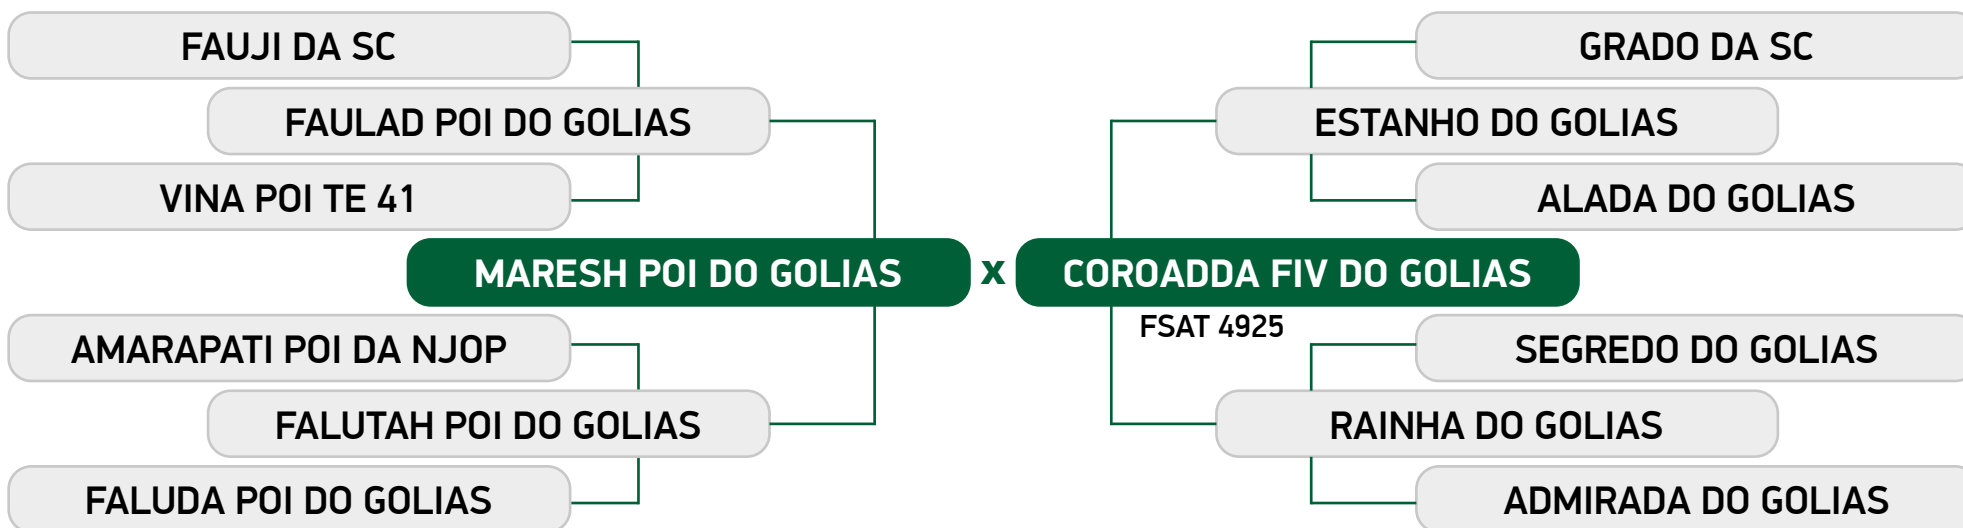 FAUJI DA SC
GRADO DA SC
FAULAD POI DO GOLIAS
ESTANHO DO GOLIAS
VINA POI TE 41
ALADA DO GOLIAS
MARESH POI DO GOLIAS x COROADDA FIV DO GOLIAS
FSAT 4925
AMARAPATI POI DA NJOP
SEGREDO DO GOLIAS
FALUTAH POI DO GOLIAS
RAINHA DO GOLIAS
FALUDA POI DO GOLIAS
ADMIRADA DO GOLIAS